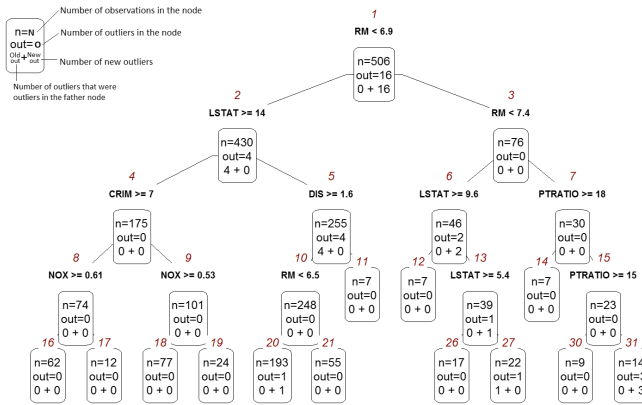 Number of observations in the node
n=N
out=O
Old out + New out
Number of outliers in the node
Number of new outliers
Number of outliers that were
outliers in the father node
1
RM < 6.9
n=506
out=16
0 + 16
2
LSTAT >= 14
n=430
out=4
4 + 0
3
RM < 7.4
n=76
out=0
0 + 0
4
CRIM >= 7
n=175
out=0
0 + 0
5
DIS >= 1.6
n=255
out=4
4 + 0
6
LSTAT >= 9.6
n=46
out=2
0 + 2
7
PTRATIO >= 18
n=30
out=0
0 + 0
8
NOX >= 0.61
n=74
out=0
0 + 0
9
NOX >= 0.53
n=101
out=0
0 + 0
10
RM < 6.5
n=248
out=0
0 + 0
11
n=7
out=0
0 + 0
12
n=7
out=0
0 + 0
13
LSTAT >= 5.4
n=39
out=1
0 + 1
14
n=7
out=0
0 + 0
15
PTRATIO >= 15
n=23
out=0
0 + 0
16
n=62
out=0
0 + 0
17
n=12
out=0
0 + 0
18
n=77
out=0
0 + 0
19
n=24
out=0
0 + 0
20
n=193
out=1
0 + 1
21
n=55
out=0
0 + 0
26
n=17
out=0
0 + 0
27
n=22
out=1
1 + 0
30
n=9
out=0
0 + 0
31
n=14
out=3
0 + 3